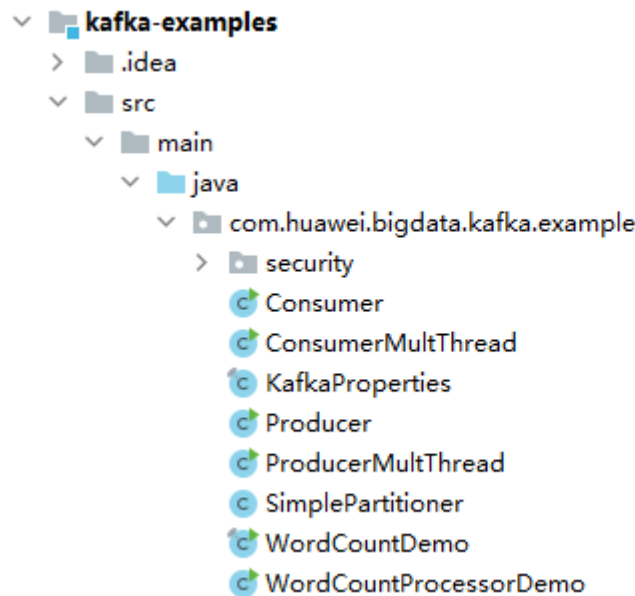 kafka-examples
.idea
src
main
java
com.huawei.bigdata.kafka.example
security
Consumer
ConsumerMultThread
KafkaProperties
Producer
ProducerMultThread
SimplePartitioner
WordCountDemo
WordCountProcessorDemo